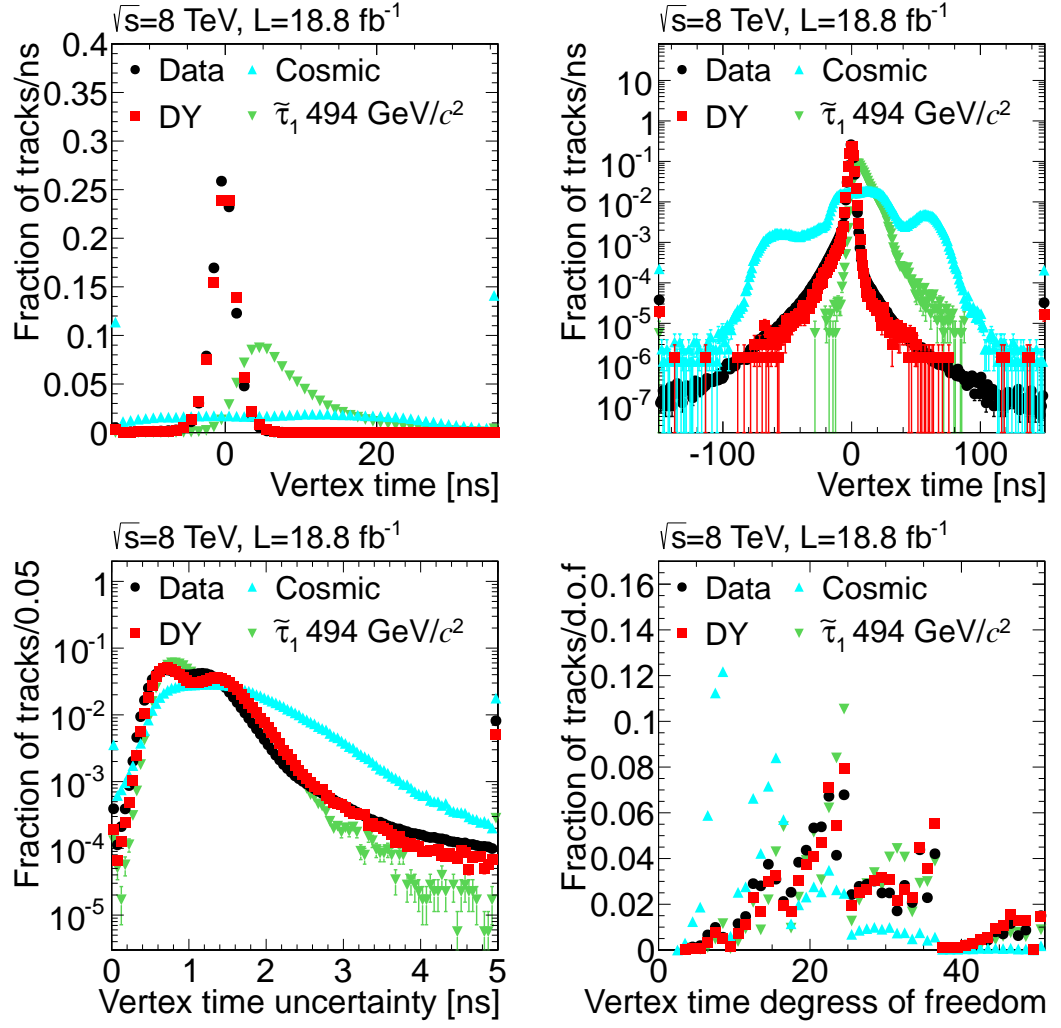 √s=8 TeV, L=18.8 fb⁻¹
Fraction of tracks/ns
0.4
0.35
0.3
0.25
0.2
0.15
0.1
0.05
0
Data
Cosmic
DY
τ̃₁ 494 GeV/c²
0 20
Vertex time [ns]
√s=8 TeV, L=18.8 fb⁻¹
Fraction of tracks/ns
10
1
10⁻¹
10⁻²
10⁻³
10⁻⁴
10⁻⁵
10⁻⁶
10⁻⁷
Data
Cosmic
DY
τ̃₁ 494 GeV/c²
-100 0 100
Vertex time [ns]
√s=8 TeV, L=18.8 fb⁻¹
Fraction of tracks/0.05
1
10⁻¹
10⁻²
10⁻³
10⁻⁴
10⁻⁵
Data
Cosmic
DY
τ̃₁ 494 GeV/c²
0 1 2 3 4 5
Vertex time uncertainty [ns]
√s=8 TeV, L=18.8 fb⁻¹
Fraction of tracks/d.o.f
0.16
0.14
0.12
0.1
0.08
0.06
0.04
0.02
0
Data
Cosmic
DY
τ̃₁ 494 GeV/c²
0 20 40
Vertex time degress of freedom